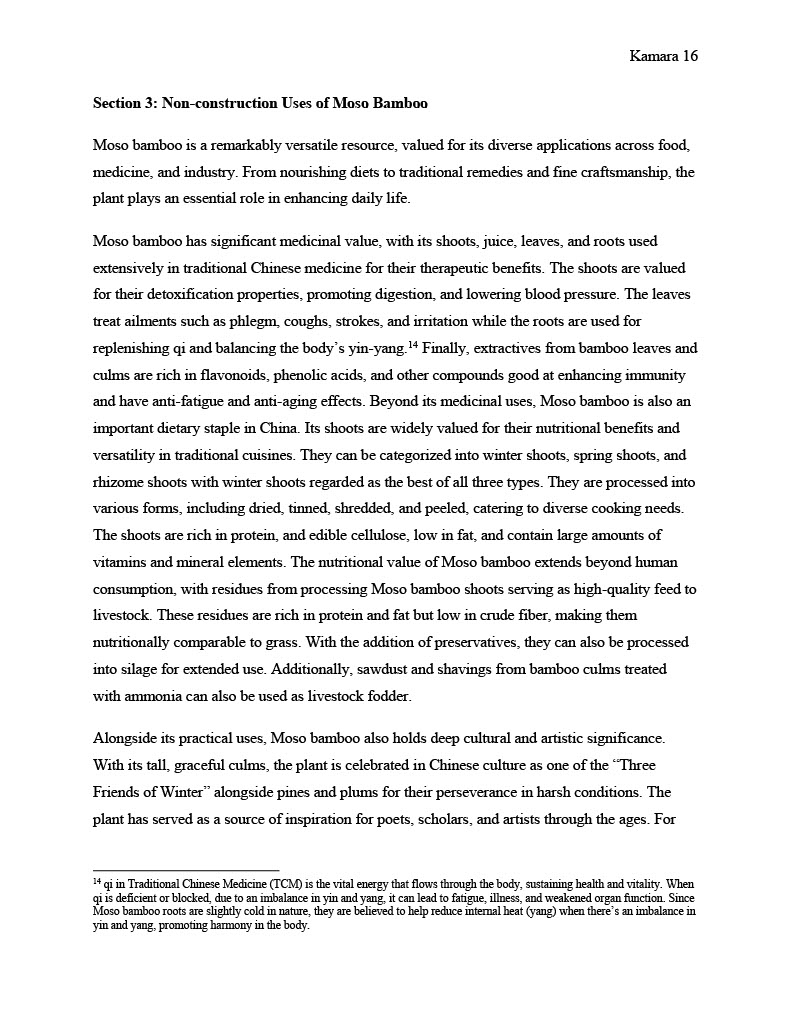 Kamara 16
Section 3: Non-construction Uses of Moso Bamboo
Moso bamboo is a remarkably versatile resource, valued for its diverse applications across food,
medicine, and industry. From nourishing diets to traditional remedies and fine craftsmanship, the
plant plays an essential role in enhancing daily life.
Moso bamboo has significant medicinal value, with its shoots, juice, leaves, and roots used
extensively in traditional Chinese medicine for their therapeutic benefits. The shoots are valued
for their detoxification properties, promoting digestion, and lowering blood pressure. The leaves
treat ailments such as phlegm, coughs, strokes, and irritation while the roots are used for
replenishing qi and balancing the body’s yin-yang.¹⁴ Finally, extractives from bamboo leaves and
culms are rich in flavonoids, phenolic acids, and other compounds good at enhancing immunity
and have anti-fatigue and anti-aging effects. Beyond its medicinal uses, Moso bamboo is also an
important dietary staple in China. Its shoots are widely valued for their nutritional benefits and
versatility in traditional cuisines. They can be categorized into winter shoots, spring shoots, and
rhizome shoots with winter shoots regarded as the best of all three types. They are processed into
various forms, including dried, tinned, shredded, and peeled, catering to diverse cooking needs.
The shoots are rich in protein, and edible cellulose, low in fat, and contain large amounts of
vitamins and mineral elements. The nutritional value of Moso bamboo extends beyond human
consumption, with residues from processing Moso bamboo shoots serving as high-quality feed to
livestock. These residues are rich in protein and fat but low in crude fiber, making them
nutritionally comparable to grass. With the addition of preservatives, they can also be processed
into silage for extended use. Additionally, sawdust and shavings from bamboo culms treated
with ammonia can also be used as livestock fodder.
Alongside its practical uses, Moso bamboo also holds deep cultural and artistic significance.
With its tall, graceful culms, the plant is celebrated in Chinese culture as one of the “Three
Friends of Winter” alongside pines and plums for their perseverance in harsh conditions. The
plant has served as a source of inspiration for poets, scholars, and artists through the ages. For
¹⁴ qi in Traditional Chinese Medicine (TCM) is the vital energy that flows through the body, sustaining health and vitality. When
qi is deficient or blocked, due to an imbalance in yin and yang, it can lead to fatigue, illness, and weakened organ function. Since
Moso bamboo roots are slightly cold in nature, they are believed to help reduce internal heat (yang) when there’s an imbalance in
yin and yang, promoting harmony in the body.